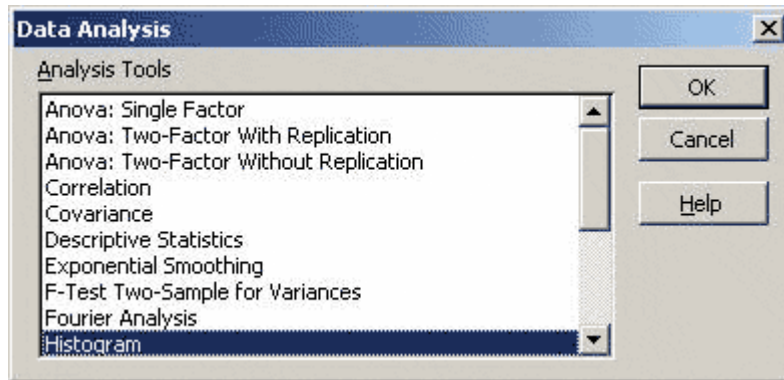 Data Analysis
Analysis Tools
Anova: Single Factor
Anova: Two-Factor With Replication
Anova: Two-Factor Without Replication
Correlation
Covariance
Descriptive Statistics
Exponential Smoothing
F-Test Two-Sample for Variances
Fourier Analysis
Histogram
OK
Cancel
Help